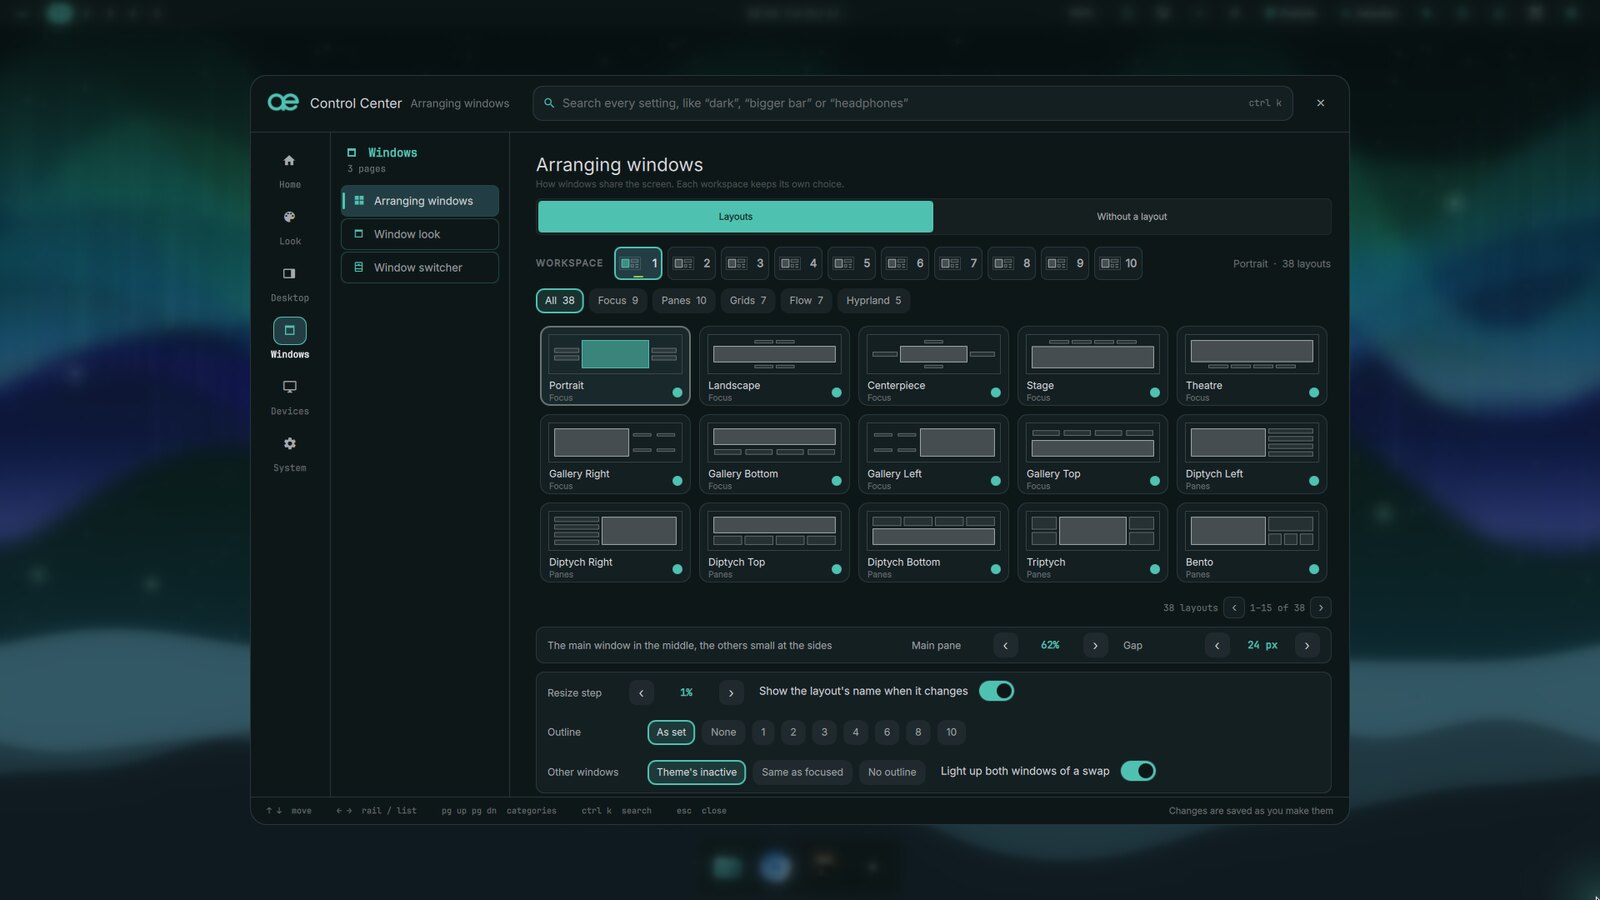 Control Center Arranging windows
Search every setting, like “dark”, “bigger bar” or “headphones”
ctrl k
×
Home
Look
Desktop
Windows
Devices
System
Windows
3 pages
Arranging windows
Window look
Window switcher
Arranging windows
How windows share the screen. Each workspace keeps its own choice.
Layouts
Without a layout
WORKSPACE 1 2 3 4 5 6 7 8 9 10 Portrait · 38 layouts
All 38 Focus 9 Panes 10 Grids 7 Flow 7 Hyprland 5
Portrait Landscape Centerpiece Stage Theatre
Focus Focus Focus Focus Focus
Gallery Right Gallery Bottom Gallery Left Gallery Top Diptych Left
Focus Focus Focus Focus Panes
Diptych Right Diptych Top Diptych Bottom Triptych Bento
Panes Panes Panes Panes Panes
38 layouts ‹ 1–15 of 38 ›
The main window in the middle, the others small at the sides Main pane ‹ 62% › Gap ‹ 24 px ›
Resize step ‹ 1% › Show the layout's name when it changes
Outline As set None 1 2 3 4 6 8 10
Other windows Theme's inactive Same as focused No outline Light up both windows of a swap
↑↓ move ←→ rail / list pg up pg dn categories ctrl k search esc close Changes are saved as you make them